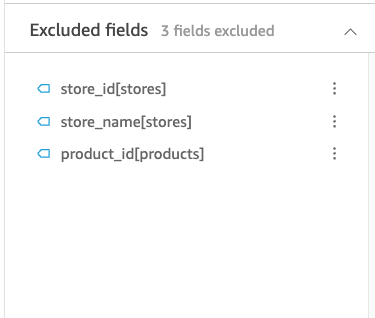 Excluded fields 3 fields excluded
store_id[stores]
store_name[stores]
product_id[products]